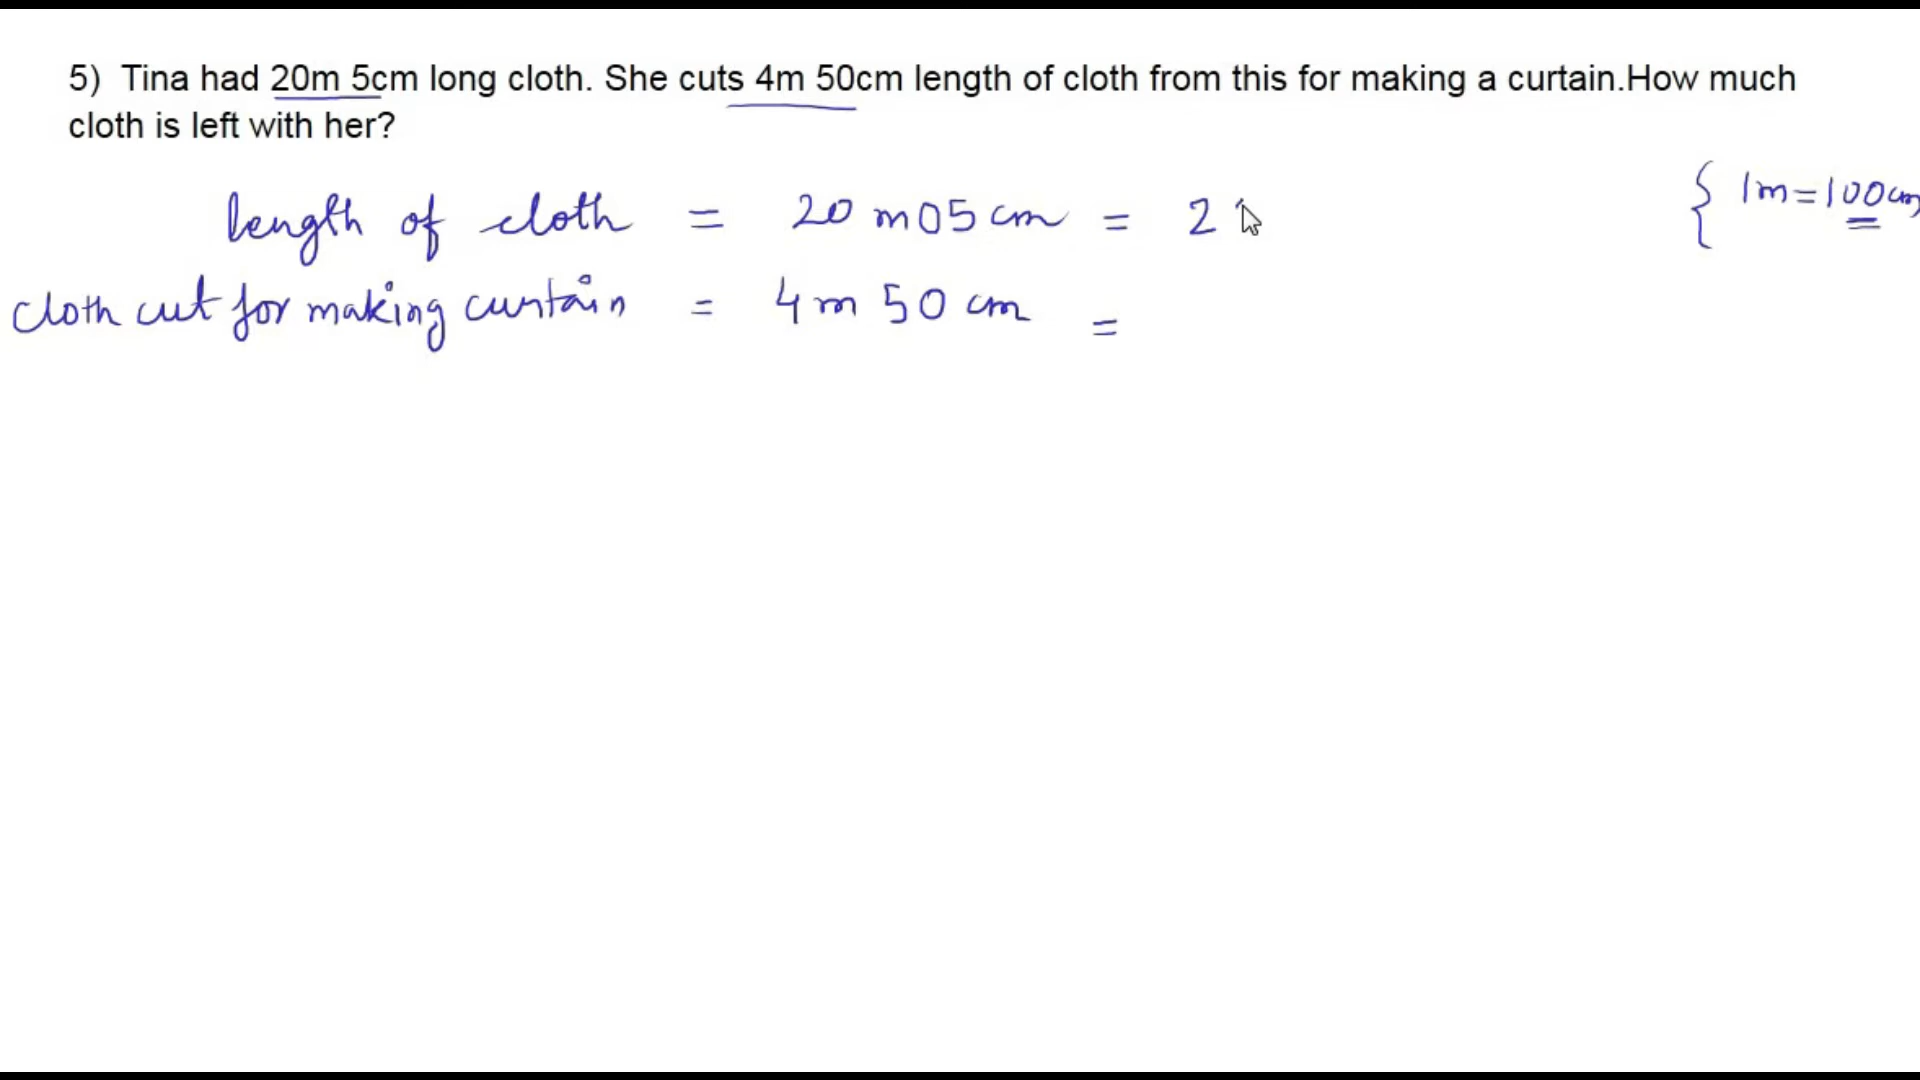 5) Tina had 20m 5cm long cloth. She cuts 4m 50cm length of cloth from this for making a curtain.How much
cloth is left with her?
{ 1m = 100cm
length of cloth = 20 m 05 cm = 2
cloth cut for making curtain = 4 m 50 cm =